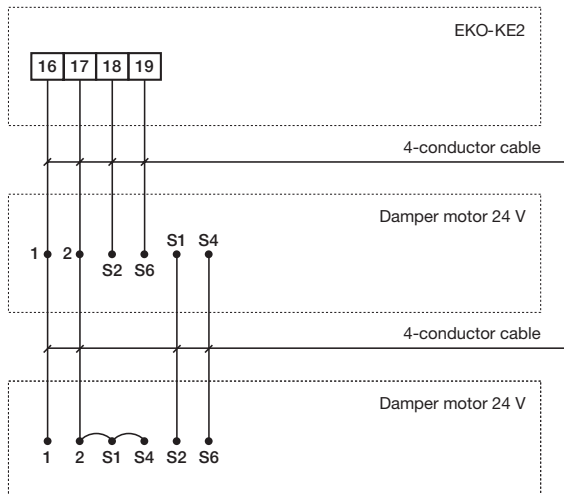 EKO-KE2
16 17 18 19
4-conductor cable
Damper motor 24 V
S1 S4
1 2 S2 S6
4-conductor cable
Damper motor 24 V
1 2 S1 S4 S2 S6